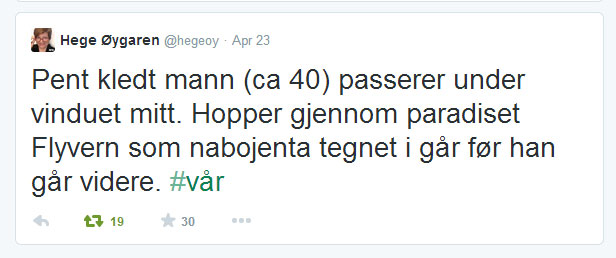 Hege Øygaren @hegeoy · Apr 23
Pent kledt mann (ca 40) passerer under
vinduet mitt. Hopper gjennom paradiset
Flyvern som nabojenta tegnet i går før han
går videre. #vår
19 30